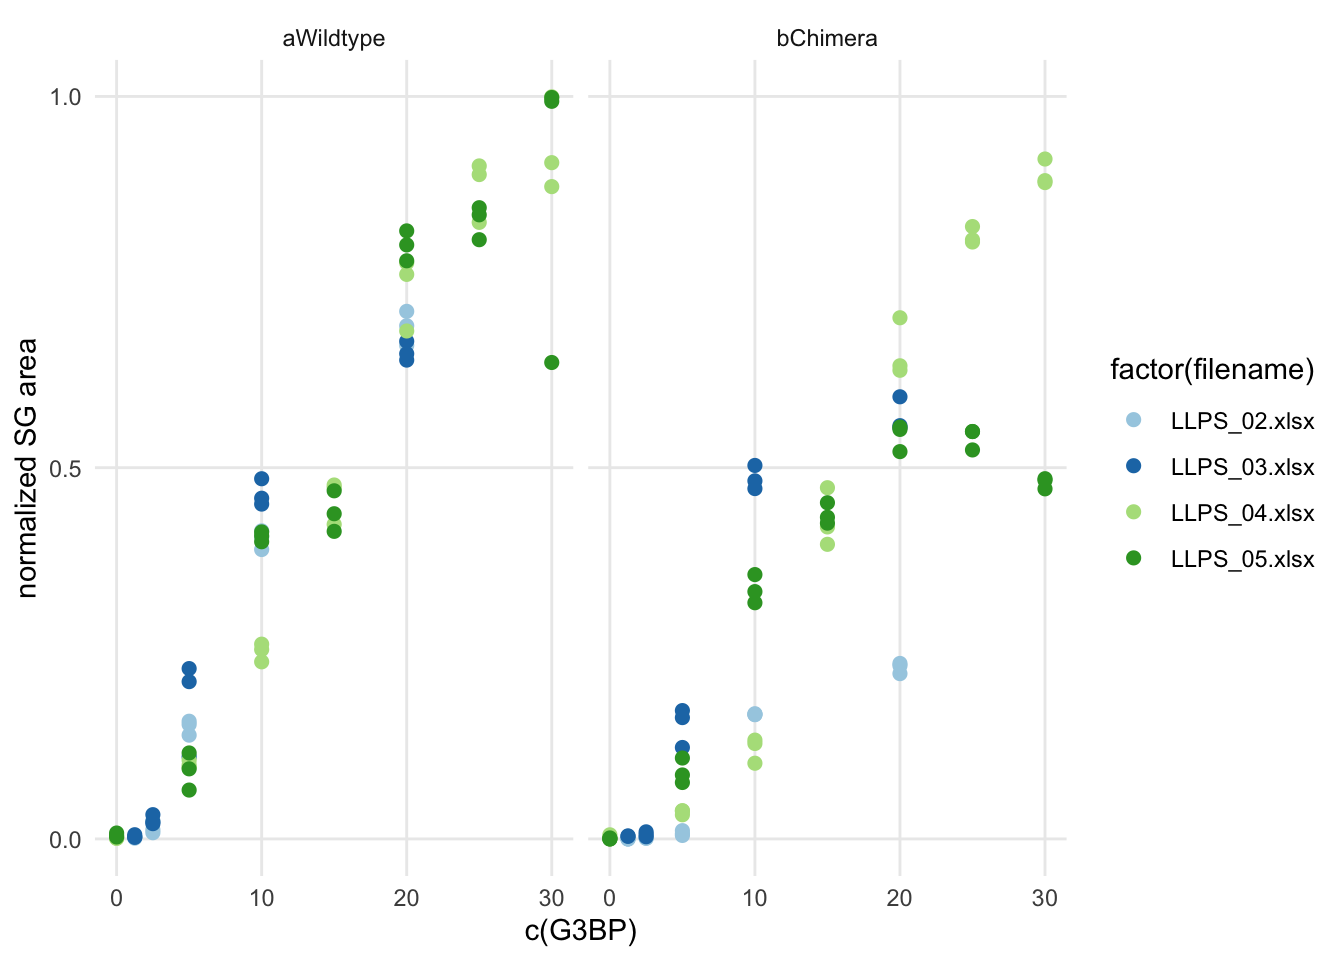 aWildtype
bChimera
1.0
0.5
0.0
normalized SG area
0
10
20
30
0
10
20
30
c(G3BP)
factor(filename)
LLPS_02.xlsx
LLPS_03.xlsx
LLPS_04.xlsx
LLPS_05.xlsx